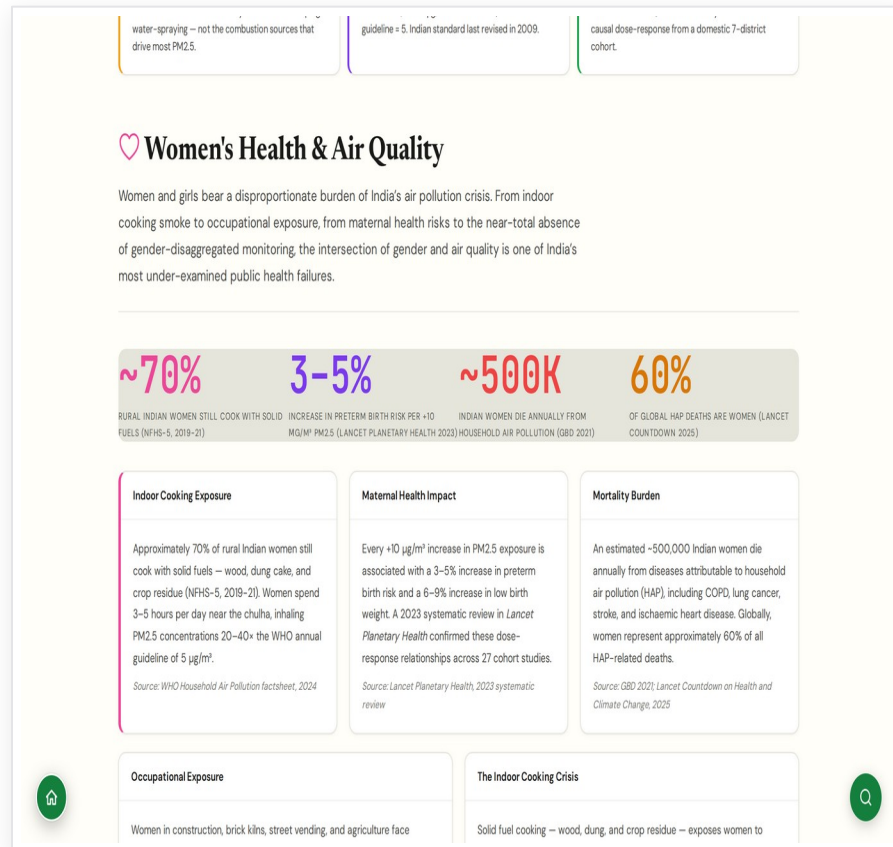 water-spraying — not the combustion sources that
drive most PM2.5.
guideline = 5. Indian standard last revised in 2009.
causal dose-response from a domestic 7-district
cohort.
Women's Health & Air Quality
Women and girls bear a disproportionate burden of India's air pollution crisis. From indoor
cooking smoke to occupational exposure, from maternal health risks to the near-total absence
of gender-disaggregated monitoring, the intersection of gender and air quality is one of India's
most under-examined public health failures.
~70%
RURAL INDIAN WOMEN STILL COOK WITH SOLID
FUELS (NFHS-5, 2019-21)
3–5%
INCREASE IN PRETERM BIRTH RISK PER +10
ΜG/M³ PM2.5 (LANCET PLANETARY HEALTH 2023)
~500K
INDIAN WOMEN DIE ANNUALLY FROM
HOUSEHOLD AIR POLLUTION (GBD 2021)
60%
OF GLOBAL HAP DEATHS ARE WOMEN (LANCET
COUNTDOWN 2025)
Indoor Cooking Exposure
Approximately 70% of rural Indian women still
cook with solid fuels — wood, dung cake, and
crop residue (NFHS-5, 2019-21). Women spend
3–5 hours per day near the chulha, inhaling
PM2.5 concentrations 20–40× the WHO annual
guideline of 5 µg/m³.
Source: WHO Household Air Pollution factsheet, 2024
Maternal Health Impact
Every +10 µg/m³ increase in PM2.5 exposure is
associated with a 3–5% increase in preterm
birth risk and a 6–9% increase in low birth
weight. A 2023 systematic review in Lancet
Planetary Health confirmed these dose-
response relationships across 27 cohort studies.
Source: Lancet Planetary Health, 2023 systematic
review
Mortality Burden
An estimated ~500,000 Indian women die
annually from diseases attributable to household
air pollution (HAP), including COPD, lung cancer,
stroke, and ischaemic heart disease. Globally,
women represent approximately 60% of all
HAP-related deaths.
Source: GBD 2021; Lancet Countdown on Health and
Climate Change, 2025
Occupational Exposure
Women in construction, brick kilns, street vending, and agriculture face
The Indoor Cooking Crisis
Solid fuel cooking — wood, dung, and crop residue — exposes women to